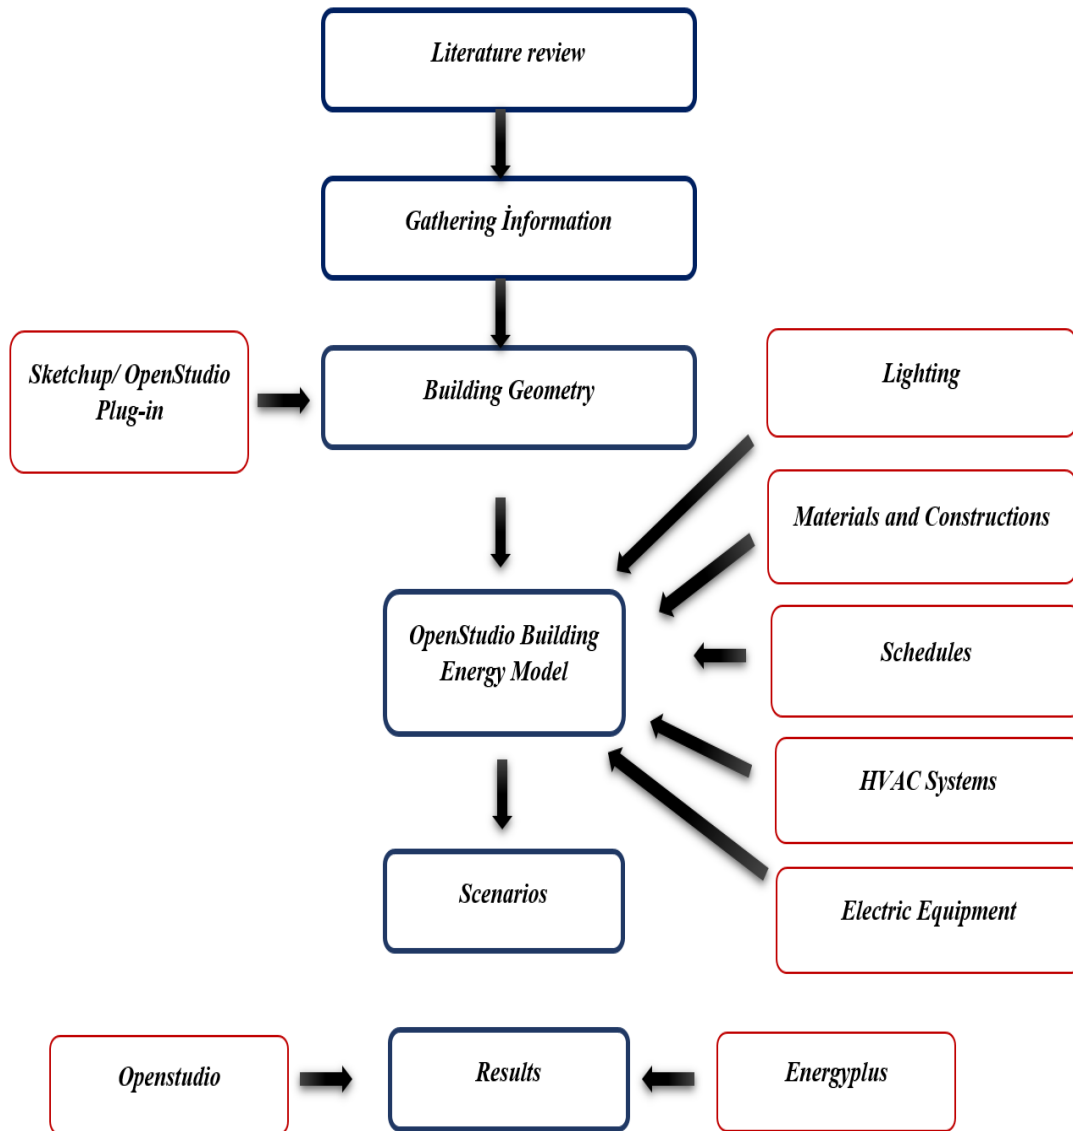 Literature review
Gathering İnformation
Sketchup/ OpenStudio
Plug-in
Building Geometry
Lighting
Materials and Constructions
OpenStudio Building
Energy Model
Schedules
HVAC Systems
Scenarios
Electric Equipment
Openstudio
Results
Energyplus